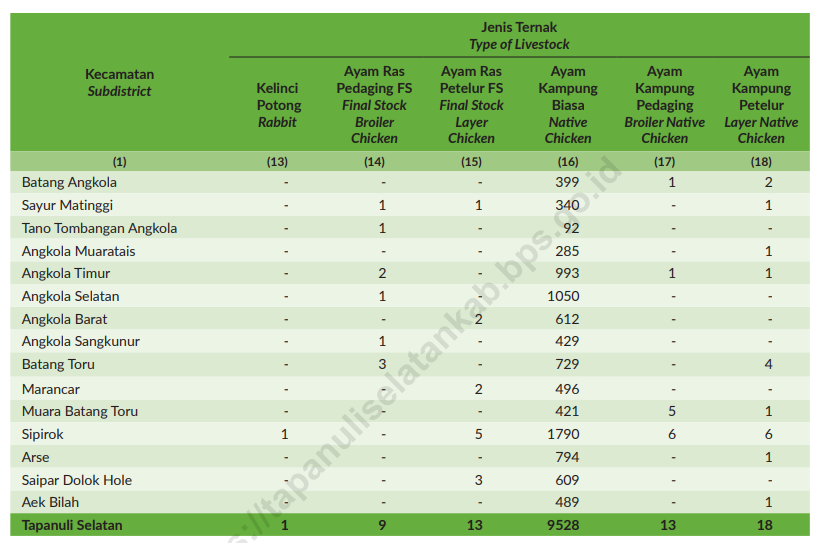 Jenis Ternak
Type of Livestock
Kecamatan
Subdistrict
Kelinci
Potong
Rabbit
Ayam Ras
Pedaging FS
Final Stock
Broiler
Chicken
Ayam Ras
Petelur FS
Final Stock
Layer
Chicken
Ayam
Kampung
Biasa
Native
Chicken
Ayam
Kampung
Pedaging
Broiler Native
Chicken
Ayam
Kampung
Petelur
Layer Native
Chicken
(1) (13) (14) (15) (16) (17) (18)
Batang Angkola - - - 399 1 2
Sayur Matinggi - 1 1 340 - 1
Tano Tombangan Angkola - 1 - 92 - -
Angkola Muaratais - - - 285 - 1
Angkola Timur - 2 - 993 1 1
Angkola Selatan - 1 - 1050 - -
Angkola Barat - - 2 612 - -
Angkola Sangkunur - 1 - 429 - -
Batang Toru - 3 - 729 - 4
Marancar - - 2 496 - -
Muara Batang Toru - - - 421 5 1
Sipirok 1 - 5 1790 6 6
Arse - - - 794 - 1
Saipar Dolok Hole - - 3 609 - -
Aek Bilah - - - 489 - 1
Tapanuli Selatan 1 9 13 9528 13 18
s://tapanuliselatankab.bps.go.id